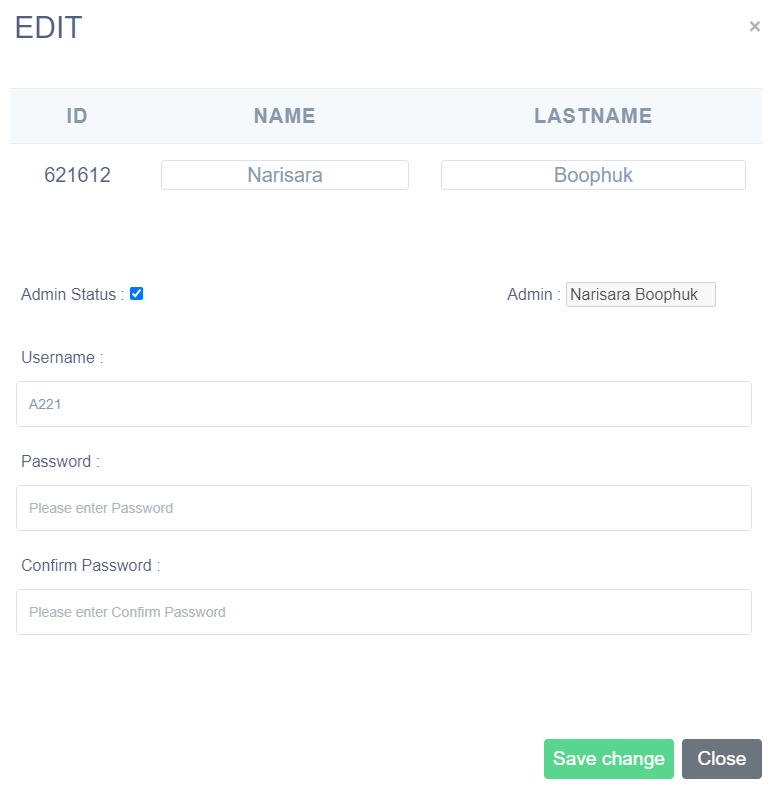 EDIT ×
ID NAME LASTNAME
621612 Narisara Boophuk
Admin Status : Admin : Narisara Boophuk
Username :
A221
Password :
Please enter Password
Confirm Password :
Please enter Confirm Password
Save change Close